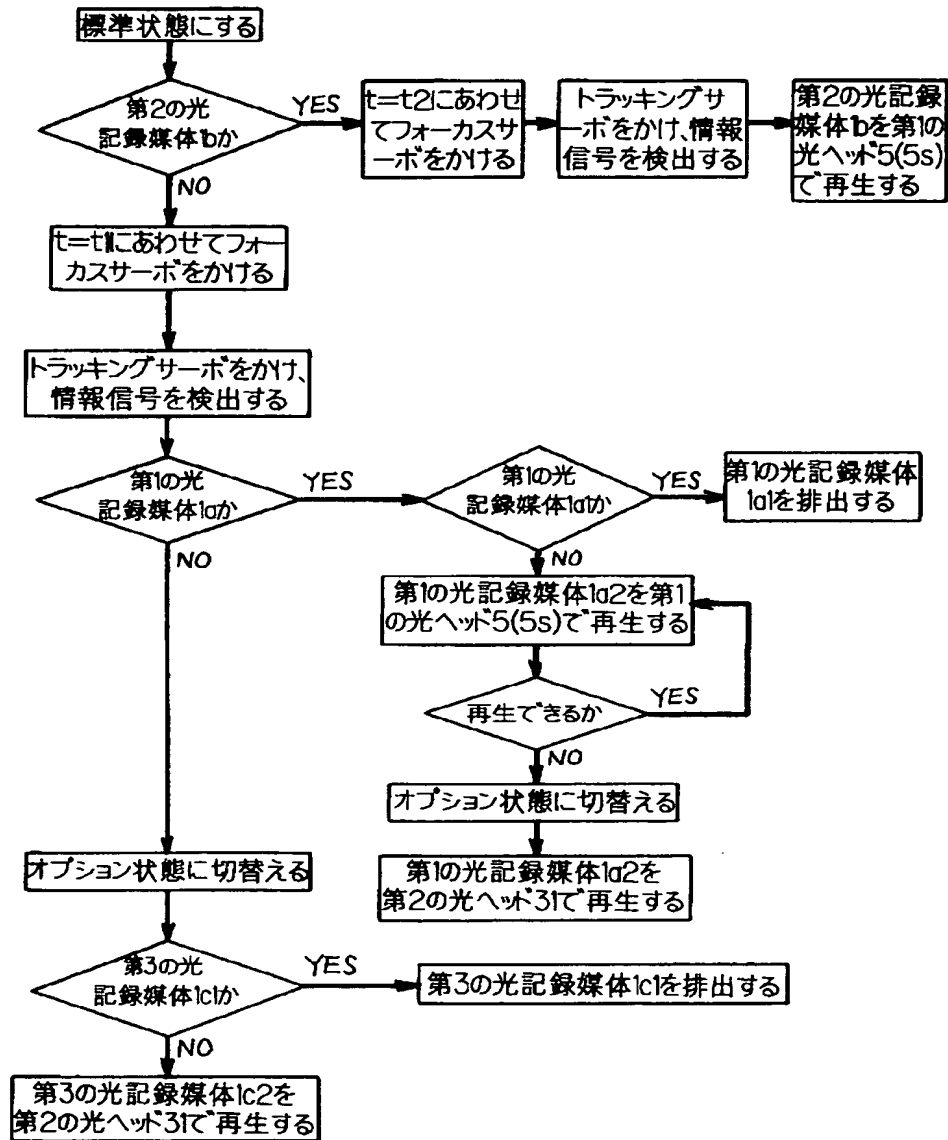 標準状態にする
第2の光
記録媒体1bか
YES
t=t2にあわせ
てフォーカスサ
ーボをかける
トラッキングサ
ーボをかけ、情報
信号を検出する
第2の光記録
媒体1bを第1の
光ヘッド5(5s)
で再生する
NO
t=t1にあわせてフォー
カスサーボをかける
トラッキングサーボをかけ、
情報信号を検出する
第1の光
記録媒体1aか
YES
第1の光
記録媒体1a1か
YES
第1の光記録媒体
1a1を排出する
NO
NO
第1の光記録媒体1a2を第1
の光ヘッド5(5s)で再生する
再生できるか
YES
NO
オプション状態に切替える
第1の光記録媒体1a2を
第2の光ヘッド31で再生する
オプション状態に切替える
第3の光
記録媒体1c1か
YES
第3の光記録媒体1c1を排出する
NO
第3の光記録媒体1c2を
第2の光ヘッド31で再生する